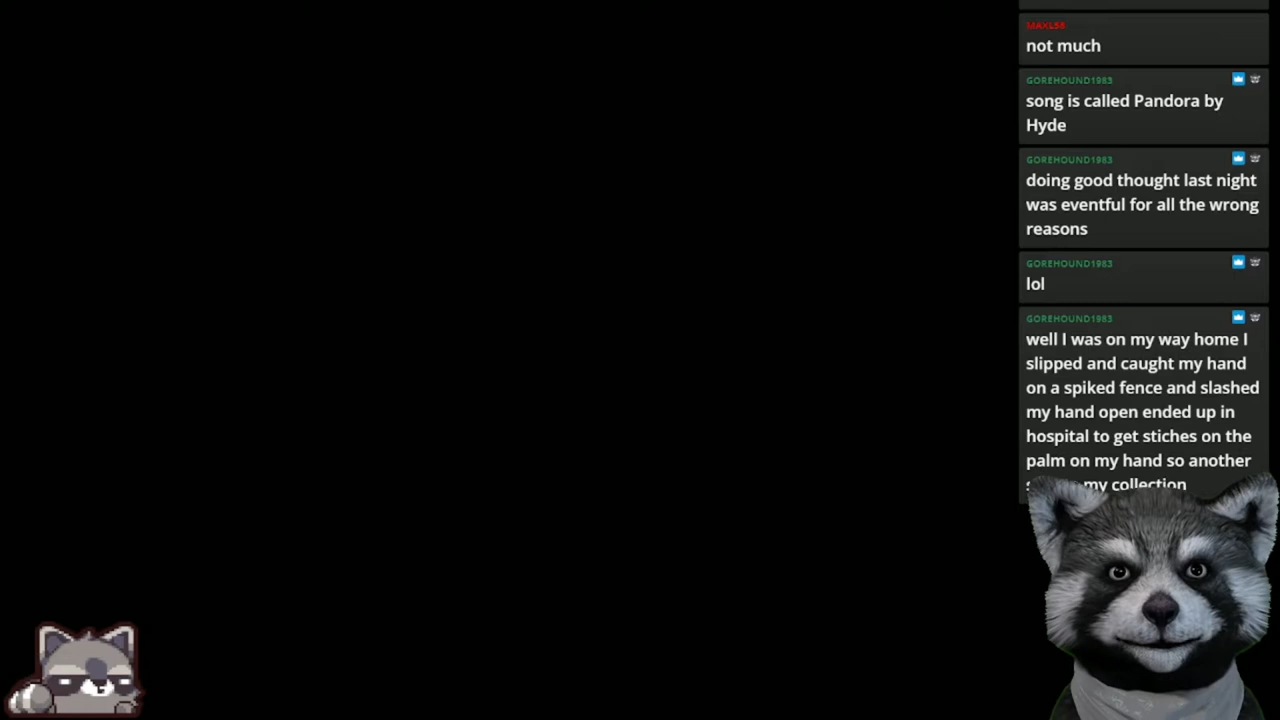 MAXL58
not much
GOREHOUND1983
song is called Pandora by
Hyde
GOREHOUND1983
doing good thought last night
was eventful for all the wrong
reasons
GOREHOUND1983
lol
GOREHOUND1983
well I was on my way home I
slipped and caught my hand
on a spiked fence and slashed
my hand open ended up in
hospital to get stiches on the
palm on my hand so another
my collection